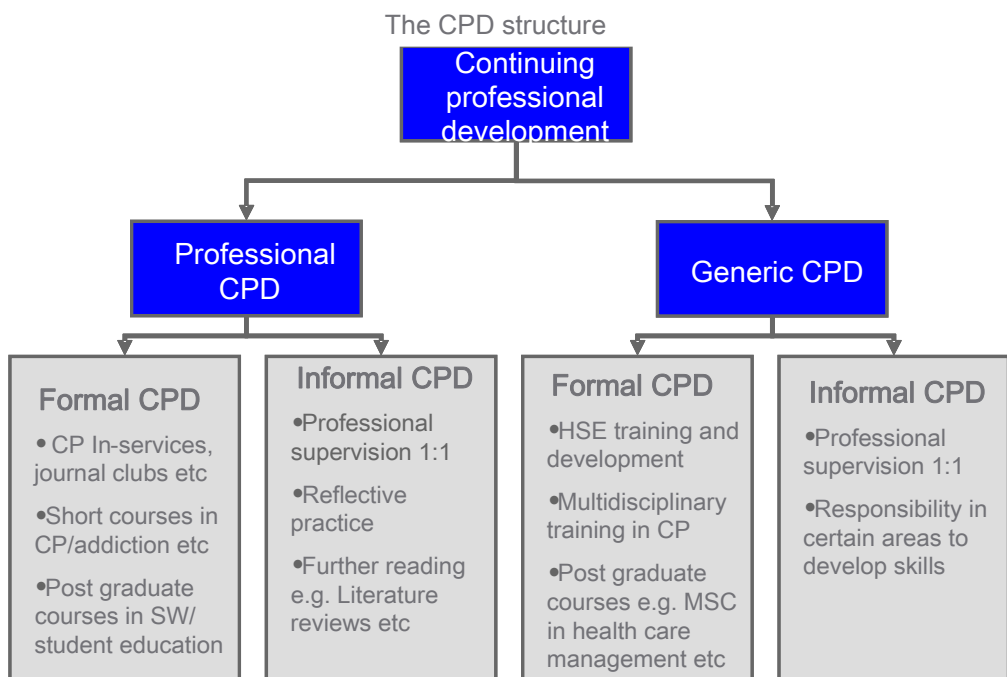 The CPD structure
Continuing
professional
development
Professional
CPD
Generic CPD
Formal CPD
• CP In-services,
journal clubs etc
•Short courses in
CP/addiction etc
•Post graduate
courses in SW/
student education
Informal CPD
•Professional
supervision 1:1
•Reflective
practice
•Further reading
e.g. Literature
reviews etc
Formal CPD
•HSE training and
development
•Multidisciplinary
training in CP
•Post graduate
courses e.g. MSC
in health care
management etc
Informal CPD
•Professional
supervision 1:1
•Responsibility in
certain areas to
develop skills